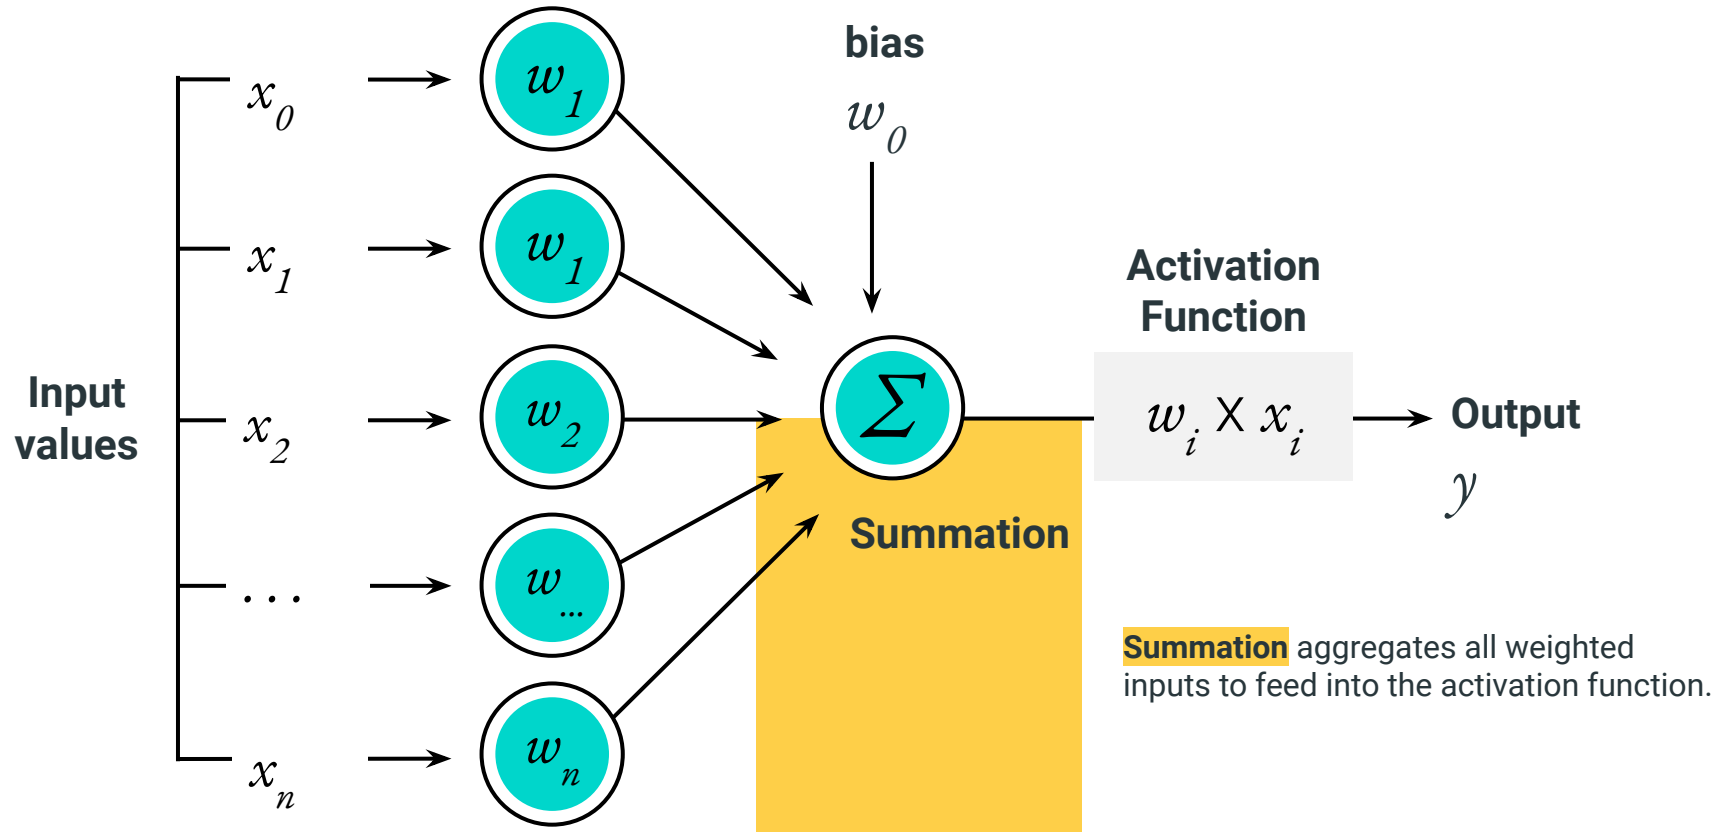 Input
values
x0
x1
x2
...
xn
w1
w1
w2
w...
wn
bias
w0
Σ
Summation
Activation
Function
wi X xi
Output
y
Summation aggregates all weighted
inputs to feed into the activation function.